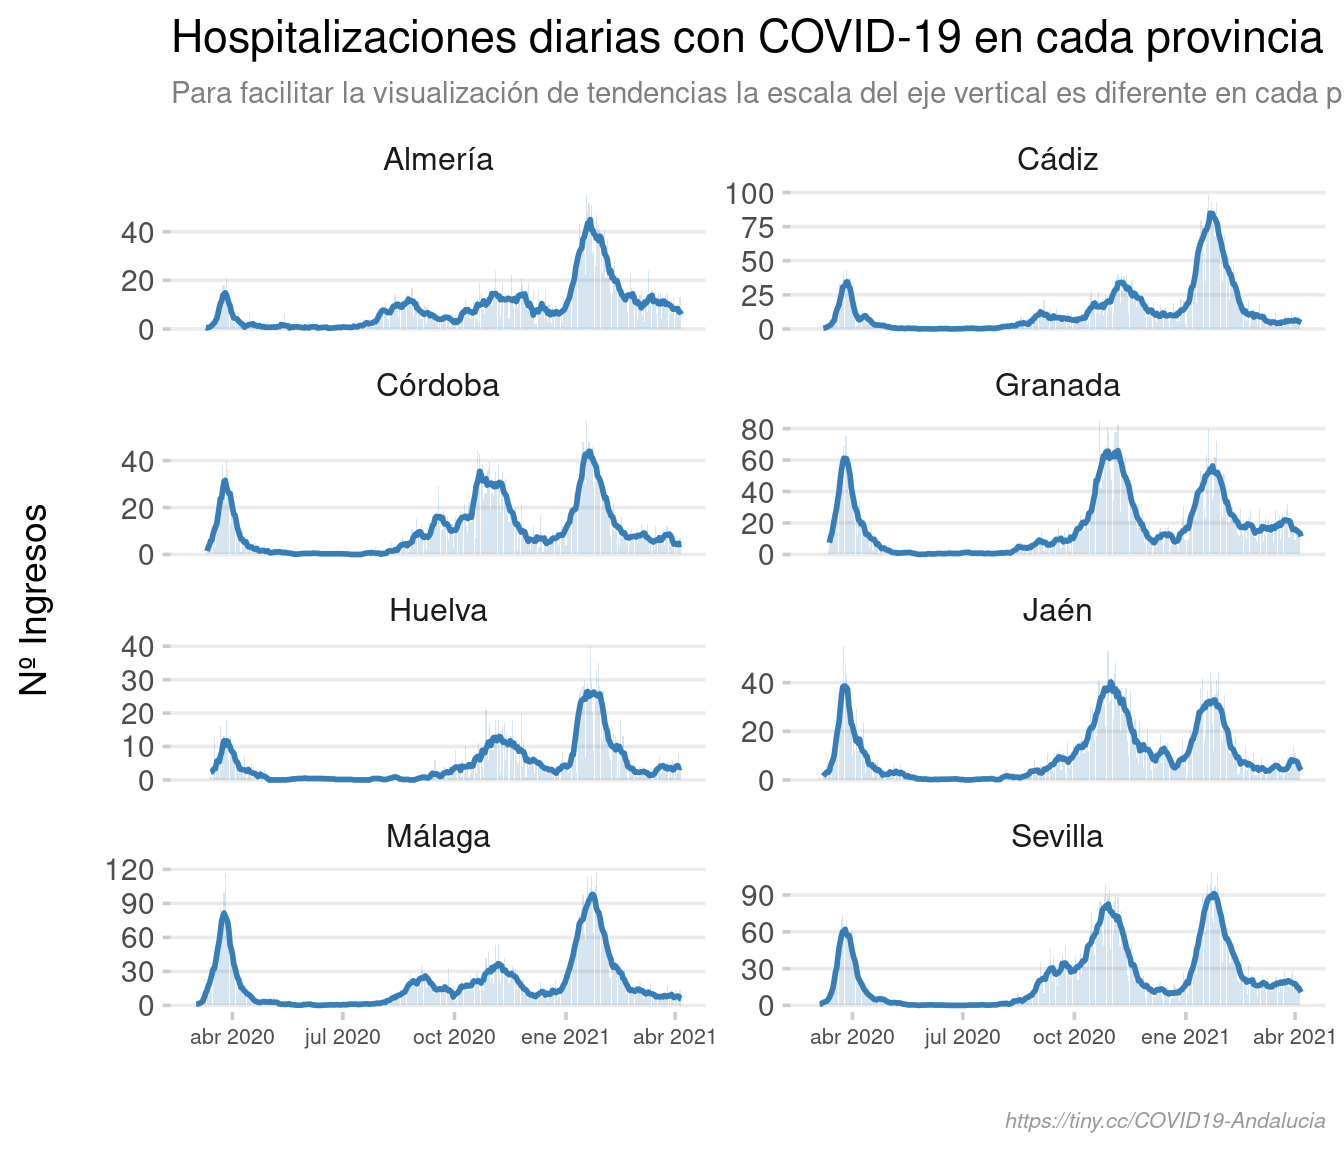 Hospitalizaciones diarias con COVID-19 en cada provincia
Para facilitar la visualización de tendencias la escala del eje vertical es diferente en cada p
Almería
Cádiz
40
20
0
100
75
50
25
0
Córdoba
Granada
40
20
0
80
60
40
20
0
Nº Ingresos
Huelva
Jaén
40
30
20
10
0
40
20
0
Málaga
Sevilla
120
90
60
30
0
90
60
30
0
abr 2020 jul 2020 oct 2020 ene 2021 abr 2021
abr 2020 jul 2020 oct 2020 ene 2021 abr 2021
https://tiny.cc/COVID19-Andalucia